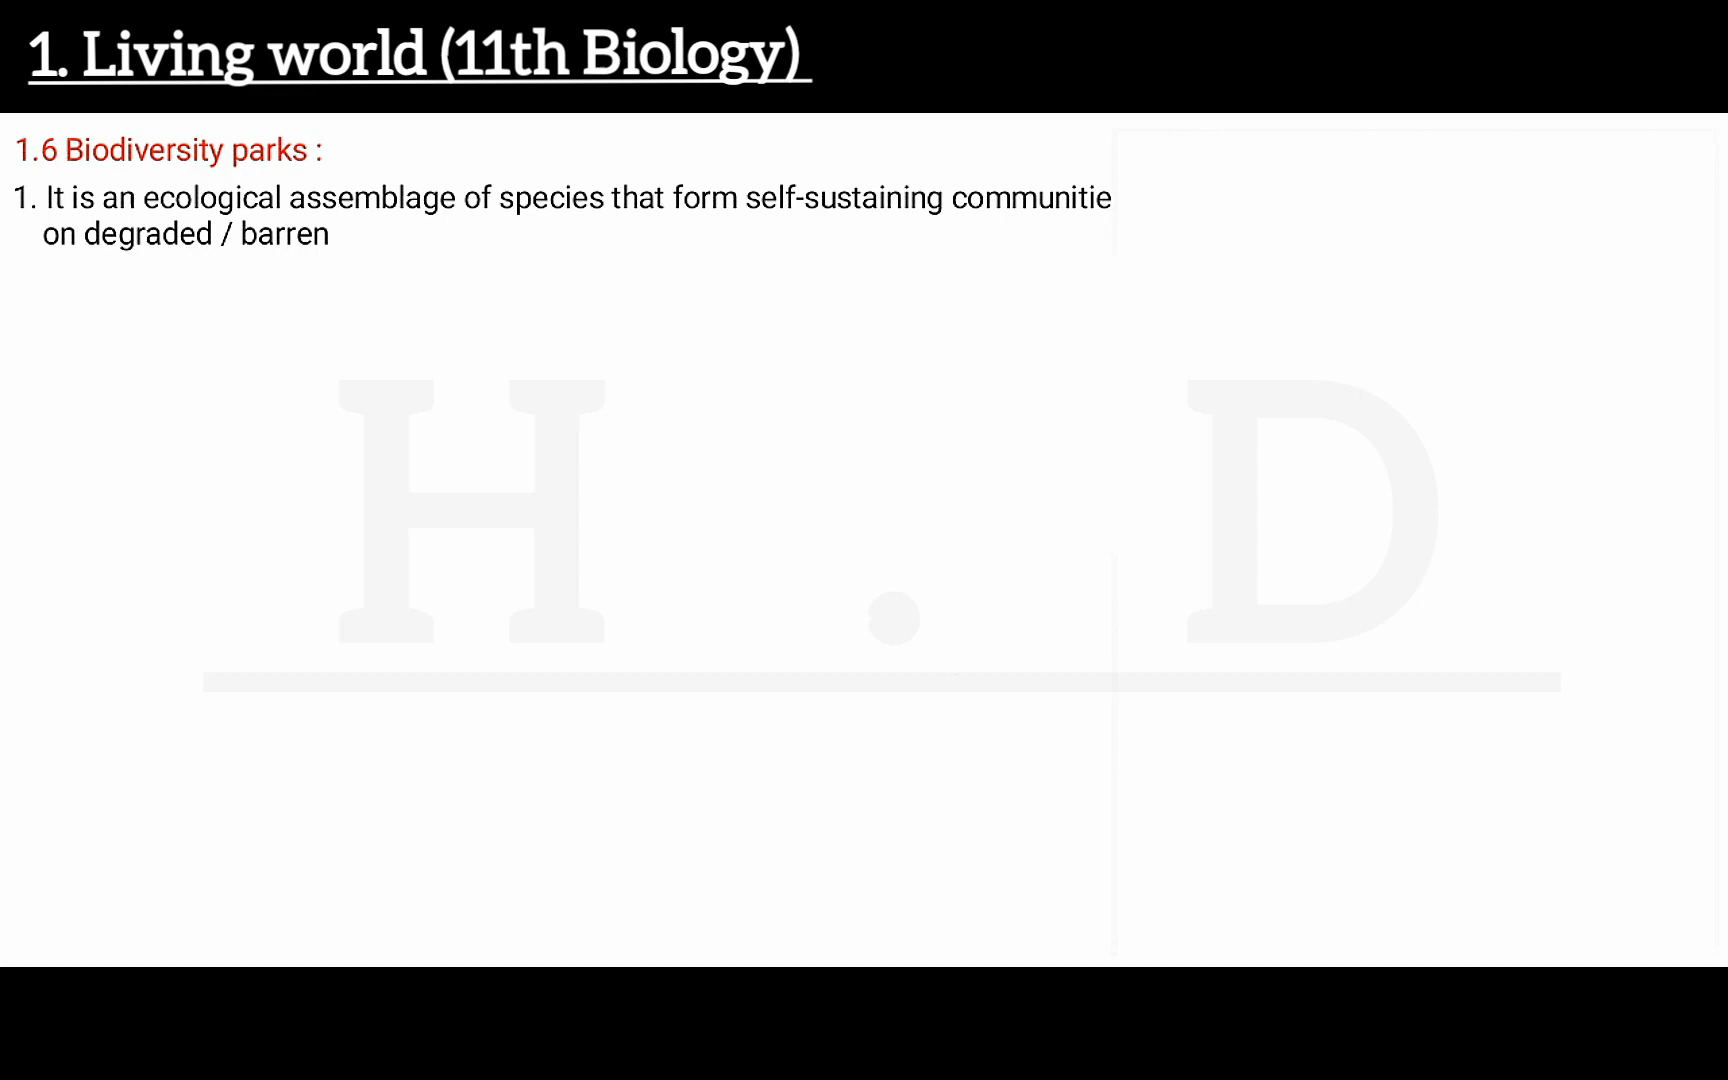 1. Living world (11th Biology)
1.6 Biodiversity parks :
1. It is an ecological assemblage of species that form self-sustaining communitie
on degraded / barren
H . D